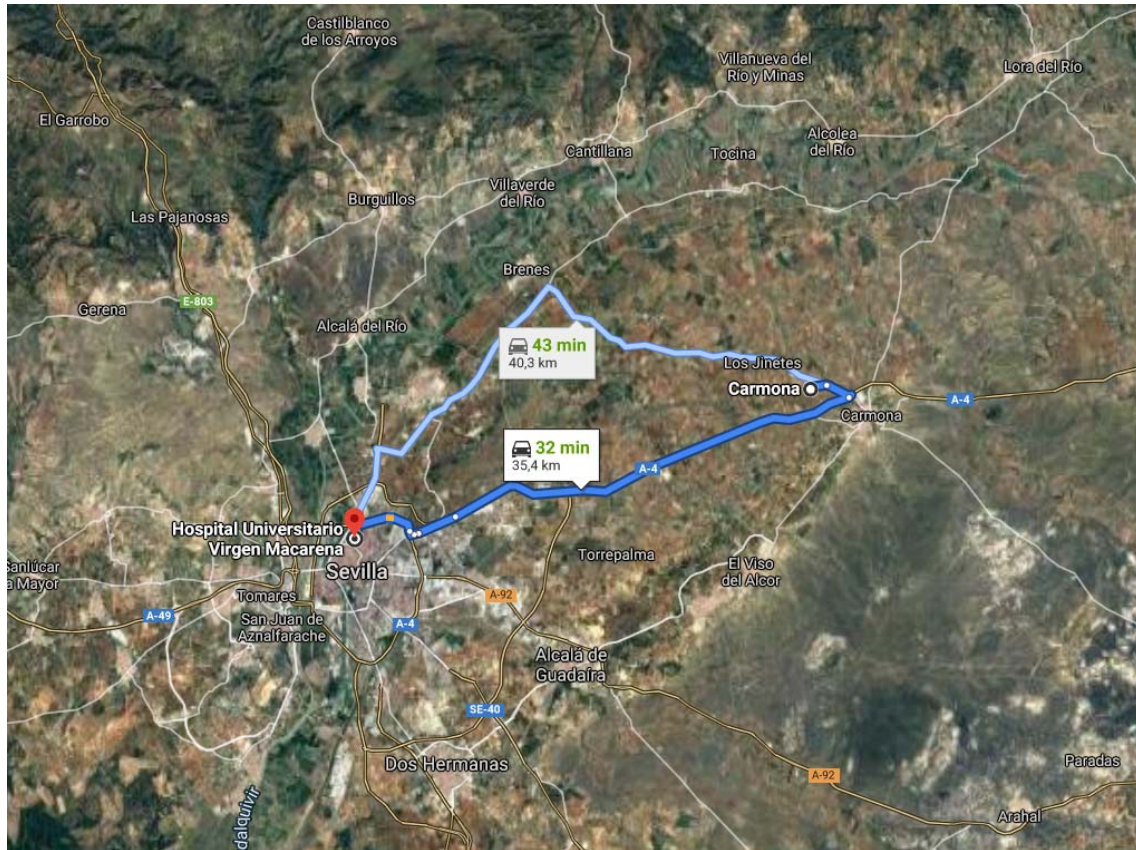 Castilblanco
de los Arroyos
Villanueva del
Río y Minas
Lora del Río
El Garrobo
Alcolea
del Río
Cantillana
Tocina
Burguillos
Villaverde
del Río
Las Pajanosas
Brenes
E-803
Gerena
Alcalá del Río
43 min
40,3 km
Los Jinetes
Carmona
A-4
Carmona
32 min
35,4 km
A-4
Hospital Universitario
Virgen Macarena
Sevilla
Torrepalma
El Viso
del Alcor
Sanlúcar
a Mayor
Tomares
A-92
A-49
San Juan de
Aznalfarache
A-4
Alcalá de
Guadaíra
SE-40
Dos Hermanas
Paradas
A-92
Arahal
dalquivir